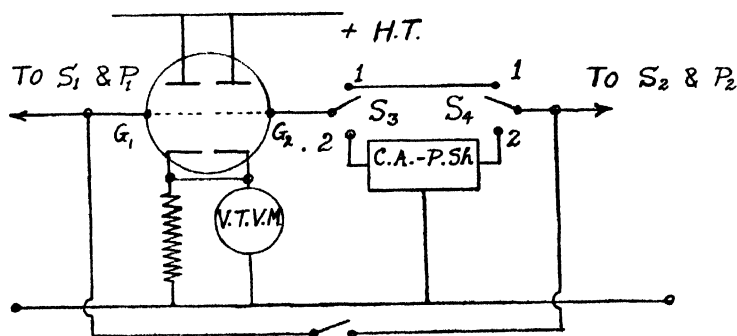 + H.T.
TO S1 & P1
1
1
TO S2 & P2
S3
S4
G1
G2
. 2
2
C.A.-P.Sh
V.T.V.M